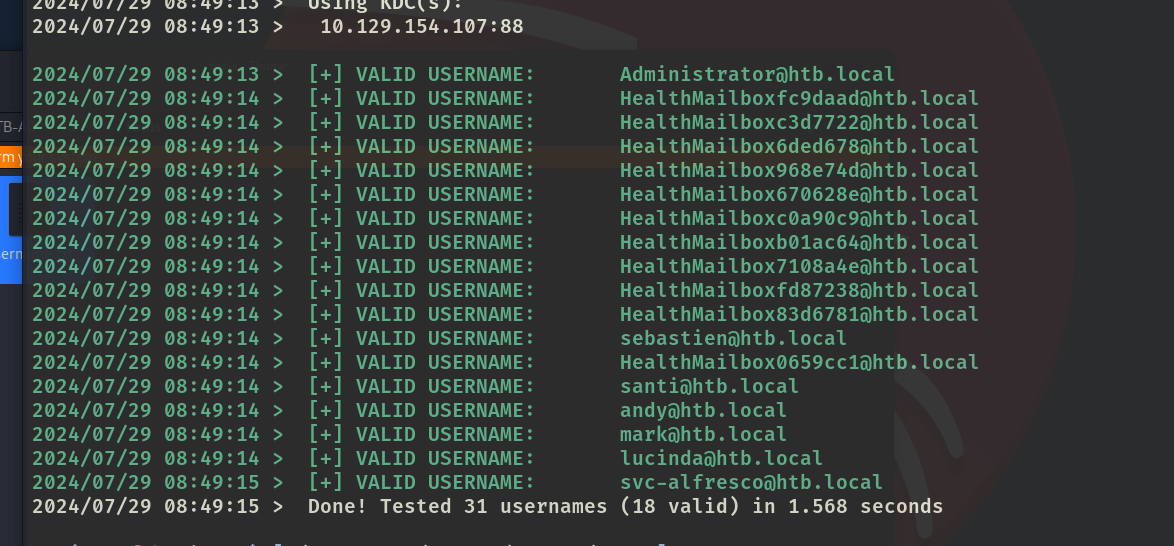 2024/07/29 08:49:13 > Using KDC(s):
2024/07/29 08:49:13 > 10.129.154.107:88
2024/07/29 08:49:13 > [+] VALID USERNAME: Administrator@htb.local
2024/07/29 08:49:14 > [+] VALID USERNAME: HealthMailboxfc9daad@htb.local
2024/07/29 08:49:14 > [+] VALID USERNAME: HealthMailboxc3d7722@htb.local
2024/07/29 08:49:14 > [+] VALID USERNAME: HealthMailbox6ded678@htb.local
2024/07/29 08:49:14 > [+] VALID USERNAME: HealthMailbox968e74d@htb.local
2024/07/29 08:49:14 > [+] VALID USERNAME: HealthMailbox670628e@htb.local
2024/07/29 08:49:14 > [+] VALID USERNAME: HealthMailboxc0a90c9@htb.local
2024/07/29 08:49:14 > [+] VALID USERNAME: HealthMailboxb01ac64@htb.local
2024/07/29 08:49:14 > [+] VALID USERNAME: HealthMailbox7108a4e@htb.local
2024/07/29 08:49:14 > [+] VALID USERNAME: HealthMailboxfd87238@htb.local
2024/07/29 08:49:14 > [+] VALID USERNAME: HealthMailbox83d6781@htb.local
2024/07/29 08:49:14 > [+] VALID USERNAME: sebastien@htb.local
2024/07/29 08:49:14 > [+] VALID USERNAME: HealthMailbox0659cc1@htb.local
2024/07/29 08:49:14 > [+] VALID USERNAME: santi@htb.local
2024/07/29 08:49:14 > [+] VALID USERNAME: andy@htb.local
2024/07/29 08:49:14 > [+] VALID USERNAME: mark@htb.local
2024/07/29 08:49:14 > [+] VALID USERNAME: lucinda@htb.local
2024/07/29 08:49:15 > [+] VALID USERNAME: svc-alfresco@htb.local
2024/07/29 08:49:15 > Done! Tested 31 usernames (18 valid) in 1.568 seconds